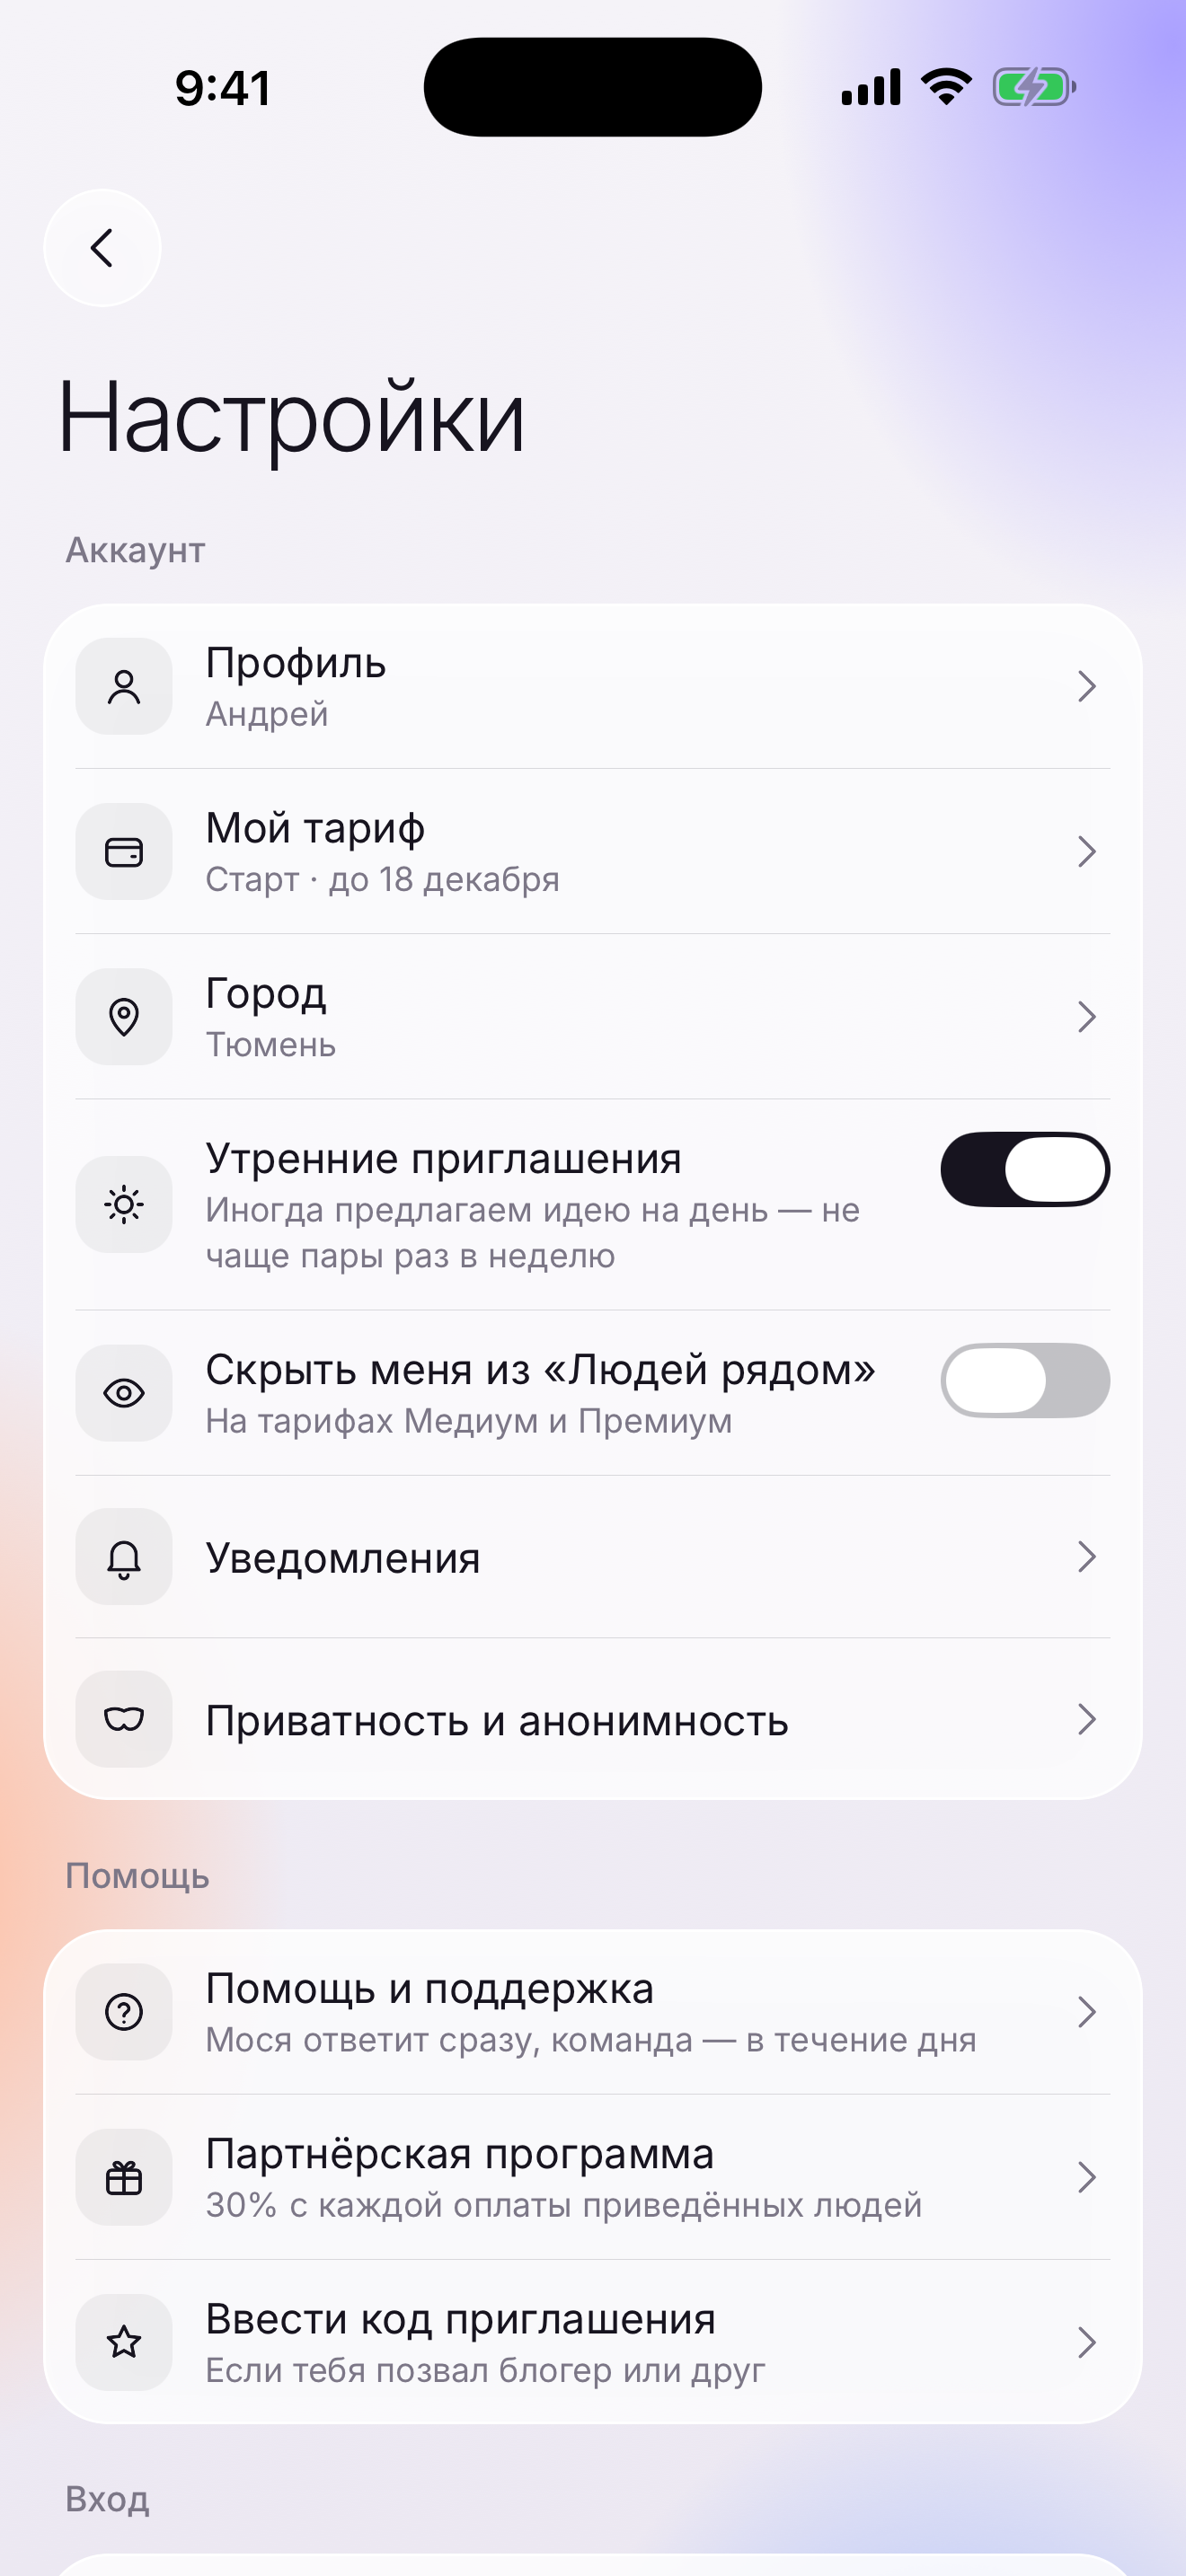 9:41
Настройки
Аккаунт
Профиль
Андрей
Мой тариф
Старт · до 18 декабря
Город
Тюмень
Утренние приглашения
Иногда предлагаем идею на день — не
чаще пары раз в неделю
Скрыть меня из «Людей рядом»
На тарифах Медиум и Премиум
Уведомления
Приватность и анонимность
Помощь
Помощь и поддержка
Мося ответит сразу, команда — в течение дня
Партнёрская программа
30% с каждой оплаты приведённых людей
Ввести код приглашения
Если тебя позвал блогер или друг
Вход